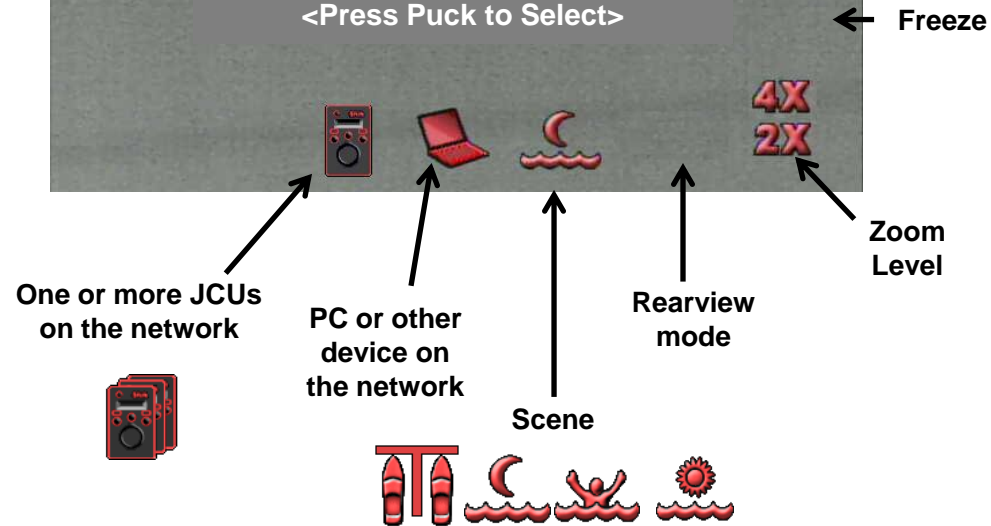 <Press Puck to Select>
Freeze
4X
2X
Zoom
Level
One or more JCUs
on the network
PC or other
device on
the network
Rearview
mode
Scene